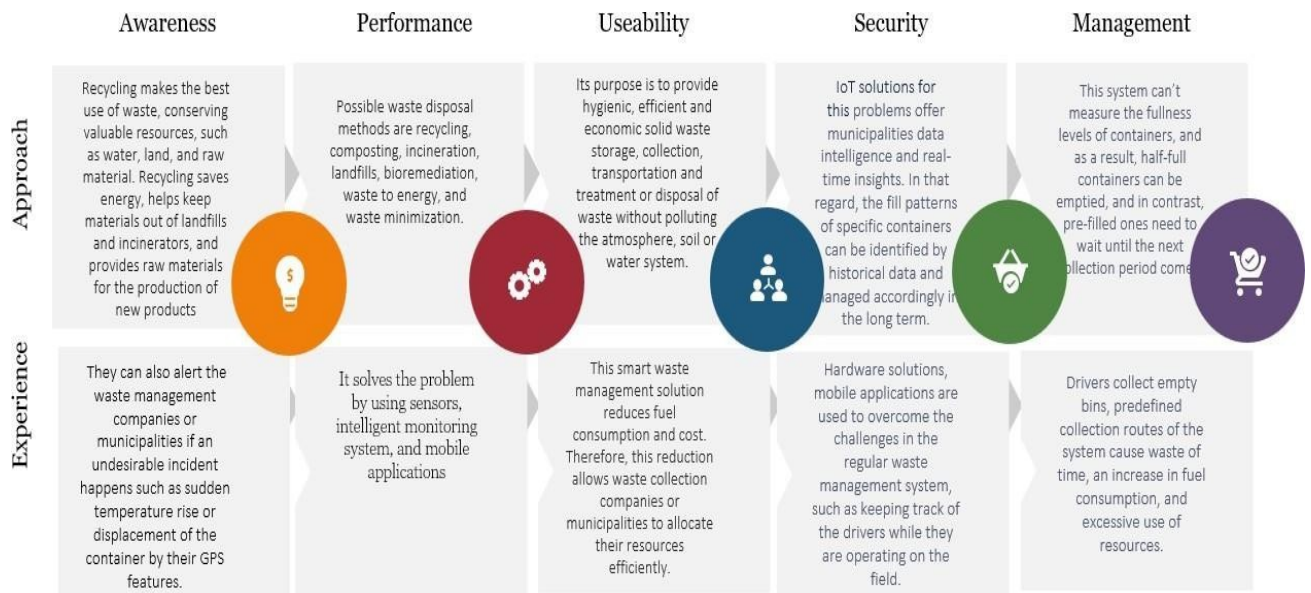 Awareness
Performance
Useability
Security
Management
Approach
Recycling makes the best
use of waste, conserving
valuable resources, such
as water, land, and raw
material. Recycling saves
energy, helps keep
materials out of landfills
and incinerators, and
provides raw materials
for the production of
new products
Possible waste disposal
methods are recycling,
composting, incineration,
landfills, bioremediation,
waste to energy, and
waste minimization.
Its purpose is to provide
hygienic, efficient and
economic solid waste
storage, collection,
transportation and
treatment or disposal of
waste without polluting
the atmosphere, soil or
water system.
IoT solutions for
this problems offer
municipalities data
intelligence and real-
time insights. In that
regard, the fill patterns
of specific containers
can be identified by
historical data and
managed accordingly in
the long term.
This system can't
measure the fullness
levels of containers, and
as a result, half-full
containers can be
emptied, and in contrast,
pre-filled ones need to
wait until the next
collection period come
$
Experience
They can also alert the
waste management
companies or
municipalities if an
undesirable incident
happens such as sudden
temperature rise or
displacement of the
container by their GPS
features.
It solves the problem
by using sensors,
intelligent monitoring
system, and mobile
applications
This smart waste
management solution
reduces fuel
consumption and cost.
Therefore, this reduction
allows waste collection
companies or
municipalities to allocate
their resources
efficiently.
Hardware solutions,
mobile applications are
used to overcome the
challenges in the
regular waste
management system,
such as keeping track of
the drivers while they
are operating on the
field.
Drivers collect empty
bins, predefined
collection routes of the
system cause waste of
time, an increase in fuel
consumption, and
excessive use of
resources.